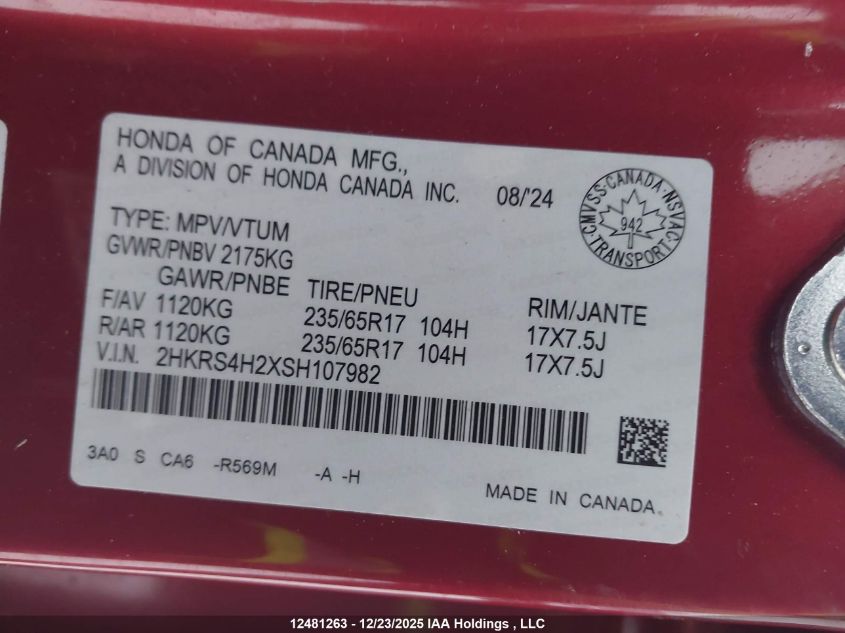 HONDA OF CANADA MFG.,
A DIVISION OF HONDA CANADA INC. 08/'24
CMVSS·CANADA·NSVAC·TRANSPORT·
942
TYPE: MPV/VTUM
GVWR/PNBV 2175KG
GAWR/PNBE TIRE/PNEU RIM/JANTE
F/AV 1120KG 235/65R17 104H 17X7.5J
R/AR 1120KG 235/65R17 104H 17X7.5J
V.I.N. 2HKRS4H2XSH107982
3A0 S CA6 -R569M -A -H
MADE IN CANADA
12481263 - 12/23/2025 IAA Holdings , LLC